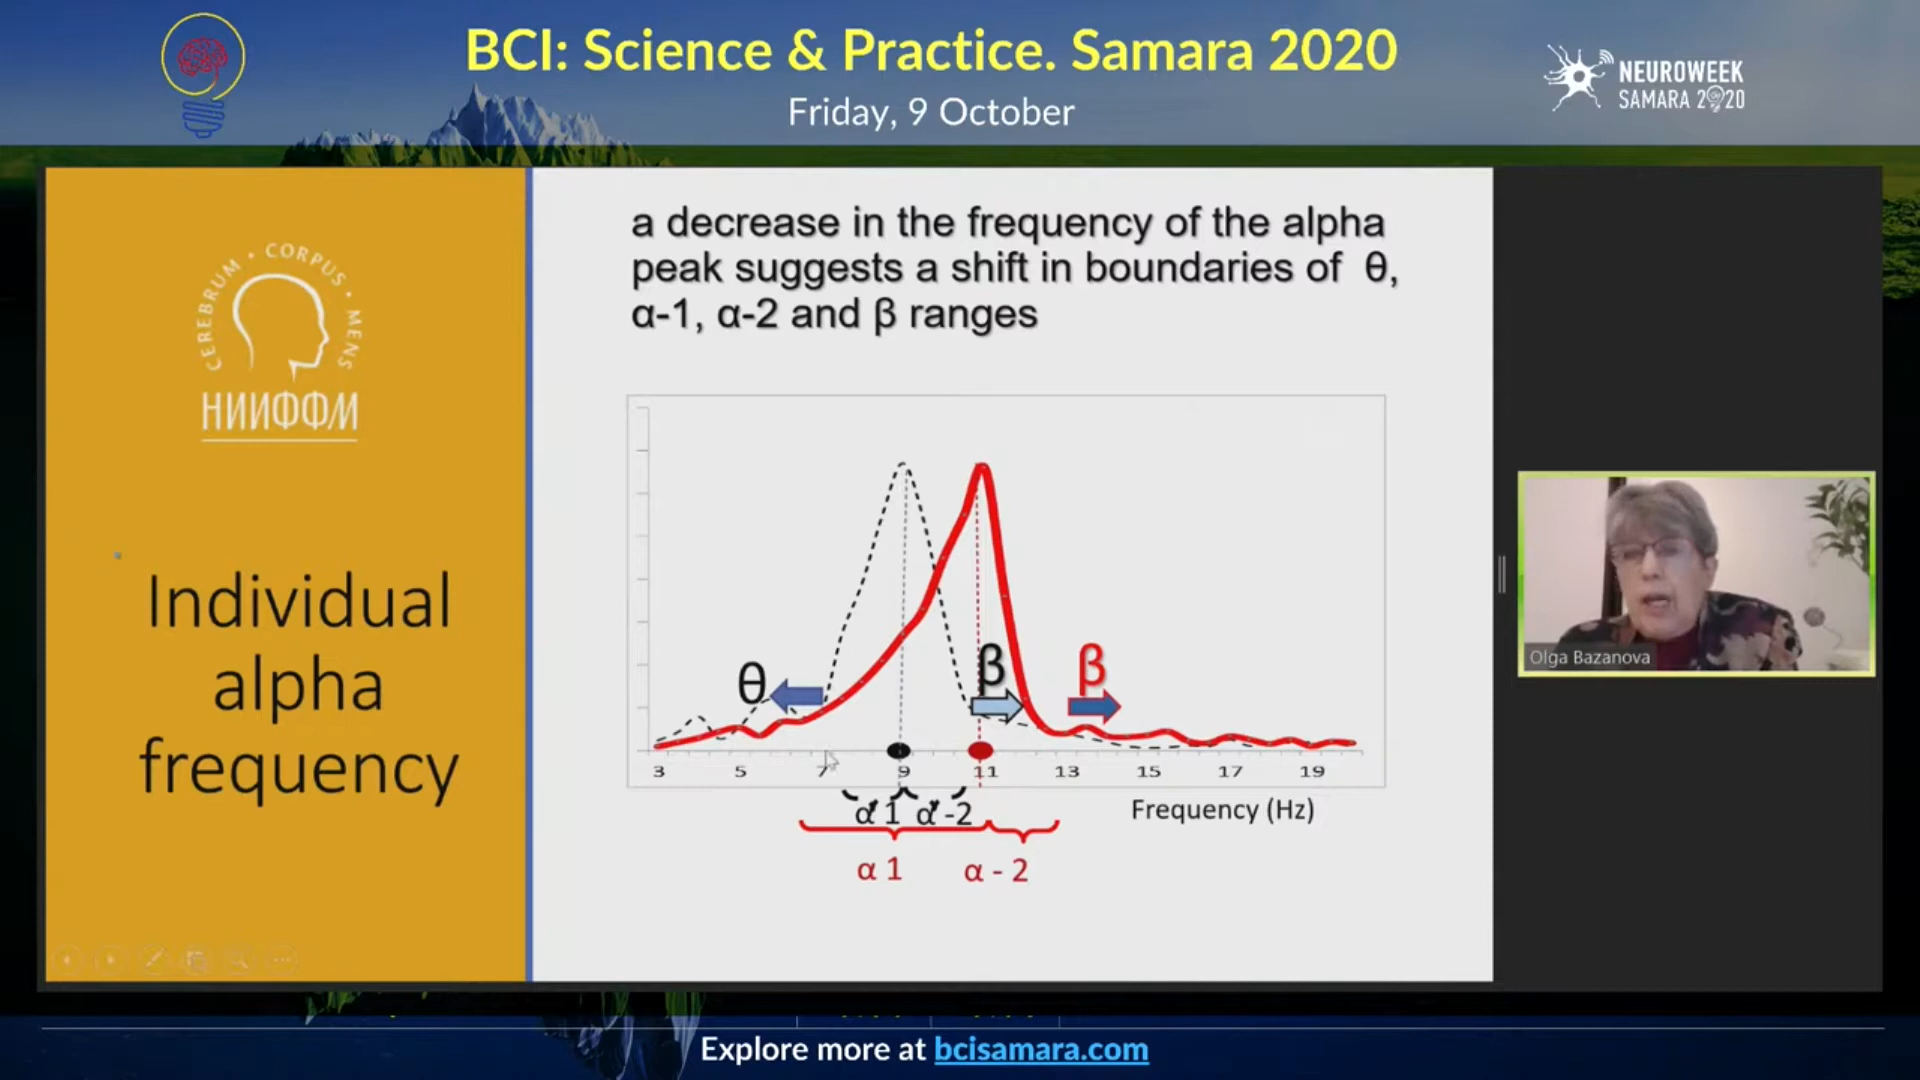 BCI: Science & Practice. Samara 2020
Friday, 9 October
NEUROWEEK
SAMARA 2020
CEREBRUM • CORPUS • MENS
НИИФФМ
Individual
alpha
frequency
a decrease in the frequency of the alpha
peak suggests a shift in boundaries of θ,
α-1, α-2 and β ranges
θ
β
β
3 5 7 9 11 13 15 17 19
Frequency (Hz)
α 1 α -2
α 1 α - 2
Olga Bazanova
Explore more at bcisamara.com